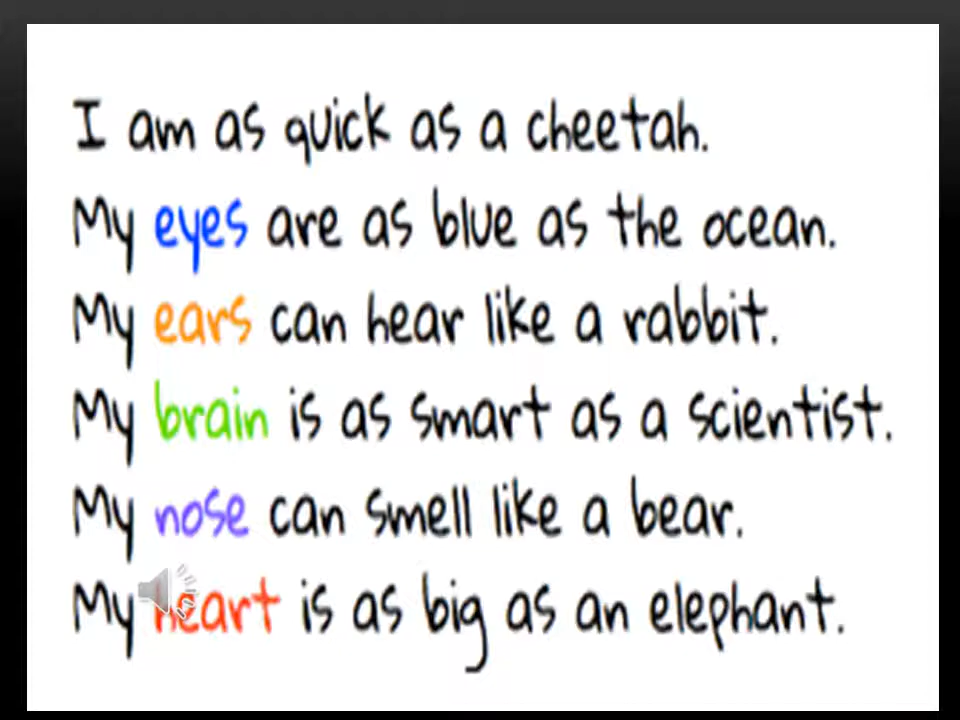 I am as quick as a cheetah.
My eyes are as blue as the ocean.
My ears can hear like a rabbit.
My brain is as smart as a scientist.
My nose can smell like a bear.
My heart is as big as an elephant.